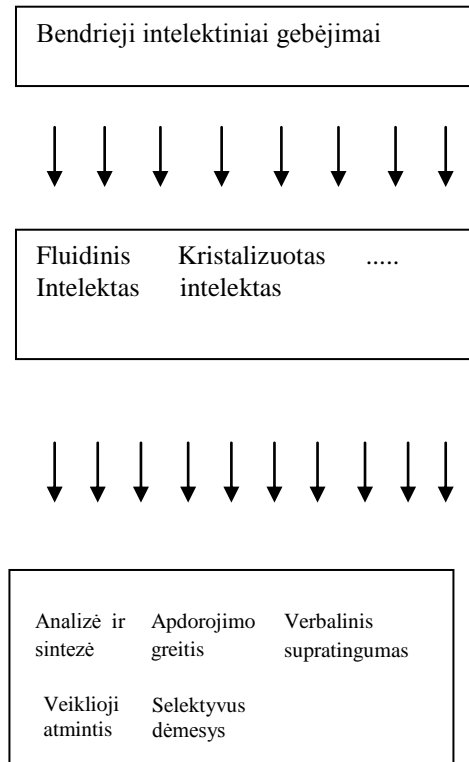 Bendrieji intelektiniai gebėjimai
Fluidinis Kristalizuotas .....
Intelektas intelektas
Analizė ir Apdorojimo Verbalinis
sintezė greitis supratingumas
Veiklioji Selektyvus
atmintis dėmesys